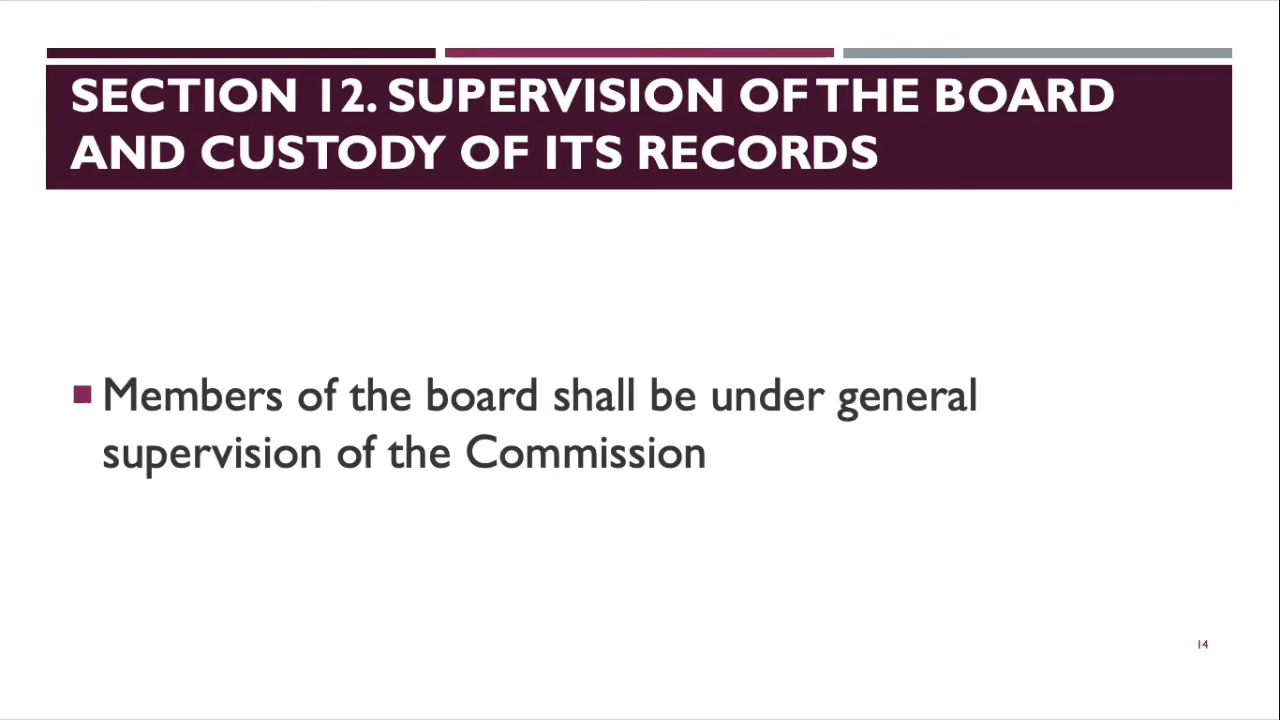 SECTION 12. SUPERVISION OF THE BOARD
AND CUSTODY OF ITS RECORDS
Members of the board shall be under general
supervision of the Commission
14